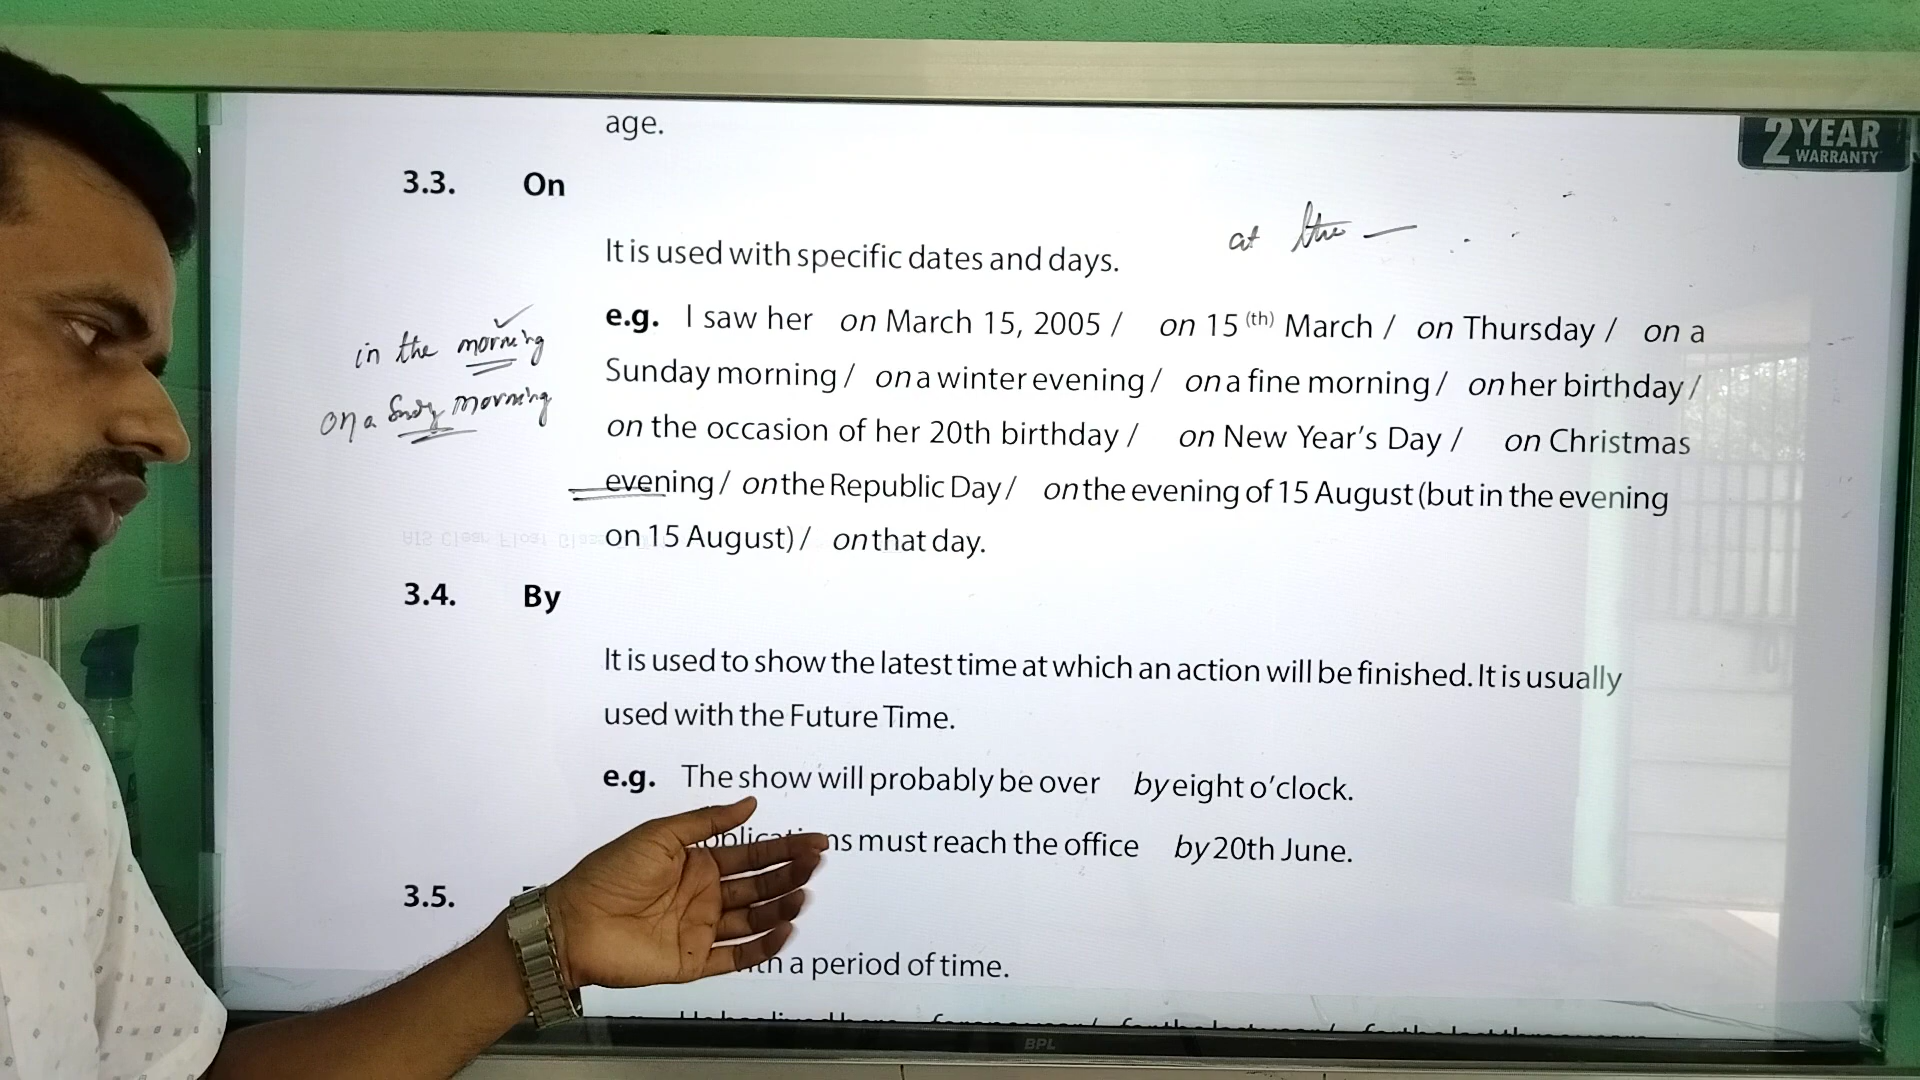 age.
2 YEAR
WARRANTY
3.3. On
at the —
It is used with specific dates and days.
e.g. I saw her on March 15, 2005 / on 15 (th) March / on Thursday / on a
in the morning
Sunday morning / on a winter evening / on a fine morning / on her birthday /
on a Sundy morning
on the occasion of her 20th birthday / on New Year's Day / on Christmas
evening / on the Republic Day / on the evening of 15 August (but in the evening
on 15 August) / on that day.
3.4. By
It is used to show the latest time at which an action will be finished. It is usually
used with the Future Time.
e.g. The show will probably be over by eight o'clock.
must reach the office by 20th June.
3.5.
a period of time.
BPL